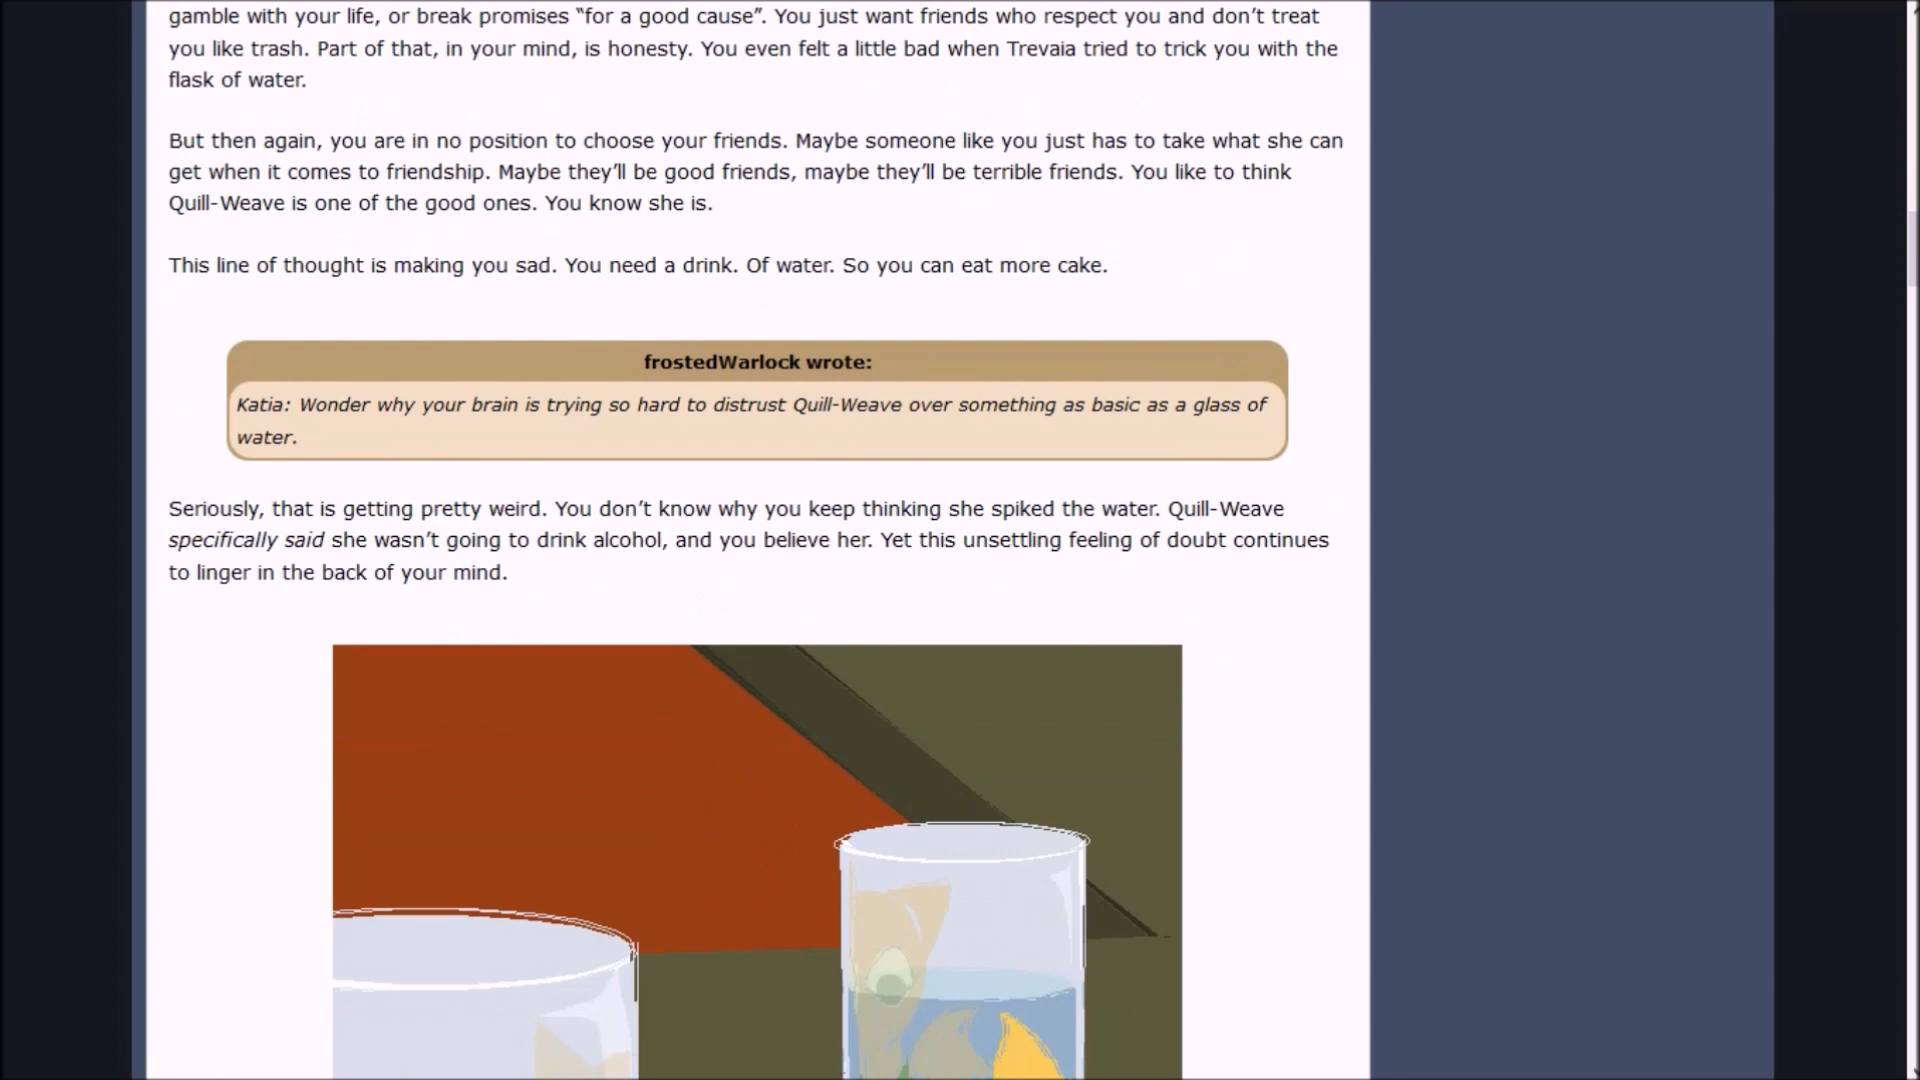 gamble with your life, or break promises “for a good cause”. You just want friends who respect you and don’t treat
you like trash. Part of that, in your mind, is honesty. You even felt a little bad when Trevaia tried to trick you with the
flask of water.
But then again, you are in no position to choose your friends. Maybe someone like you just has to take what she can
get when it comes to friendship. Maybe they’ll be good friends, maybe they’ll be terrible friends. You like to think
Quill-Weave is one of the good ones. You know she is.
This line of thought is making you sad. You need a drink. Of water. So you can eat more cake.
frostedWarlock wrote:
Katia: Wonder why your brain is trying so hard to distrust Quill-Weave over something as basic as a glass of
water.
Seriously, that is getting pretty weird. You don’t know why you keep thinking she spiked the water. Quill-Weave
specifically said she wasn’t going to drink alcohol, and you believe her. Yet this unsettling feeling of doubt continues
to linger in the back of your mind.